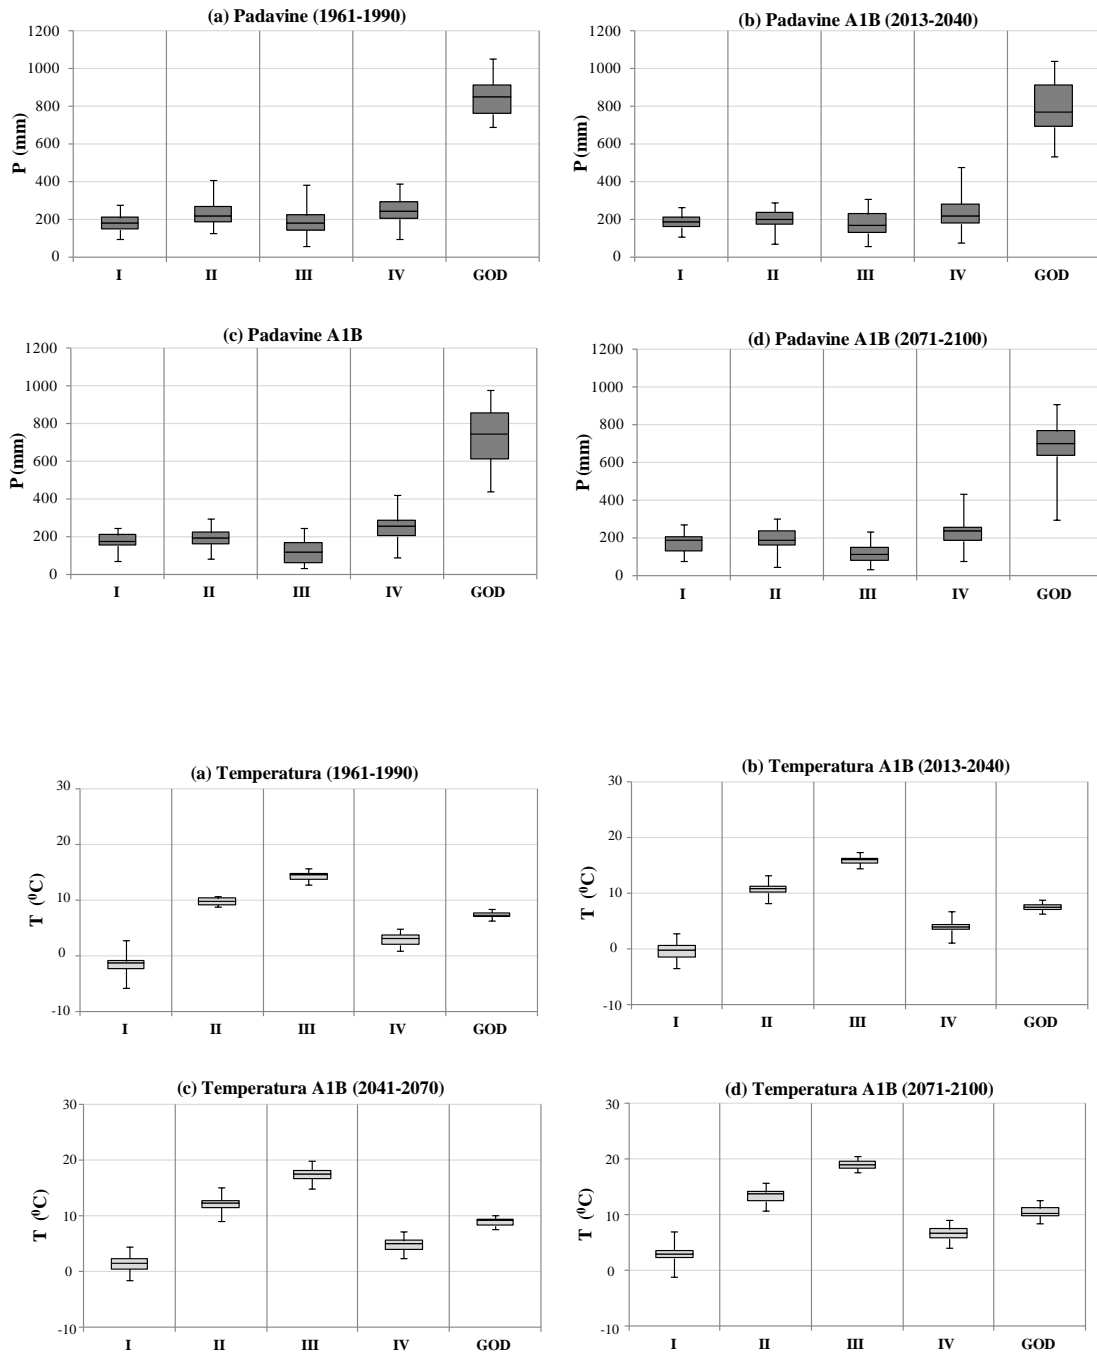 (a) Padavine (1961-1990)
1200
1000
800
600
400
200
0
P (mm)
I II III IV GOD
(b) Padavine A1B (2013-2040)
1200
1000
800
600
400
200
0
P (mm)
I II III IV GOD
(c) Padavine A1B
1200
1000
800
600
400
200
0
P (mm)
I II III IV GOD
(d) Padavine A1B (2071-2100)
1200
1000
800
600
400
200
0
P (mm)
I II III IV GOD
(a) Temperatura (1961-1990)
30
20
10
0
-10
T (⁰C)
I II III IV GOD
(b) Temperatura A1B (2013-2040)
30
20
10
0
-10
T (⁰C)
I II III IV GOD
(c) Temperatura A1B (2041-2070)
30
20
10
0
-10
T (⁰C)
I II III IV GOD
(d) Temperatura A1B (2071-2100)
30
20
10
0
-10
T (⁰C)
I II III IV GOD